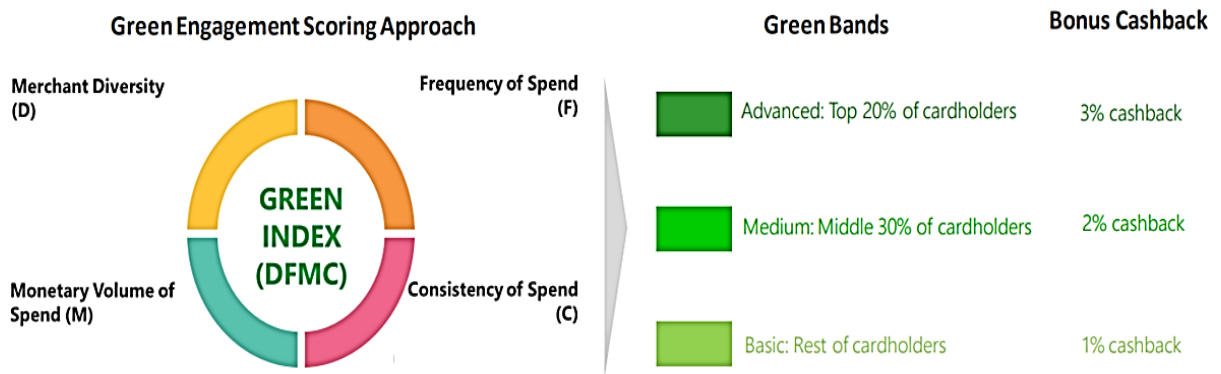 Green Engagement Scoring Approach
Merchant Diversity
(D)
Frequency of Spend
(F)
GREEN
INDEX
(DFMC)
Monetary Volume of
Spend (M)
Consistency of Spend
(C)
Green Bands
Bonus Cashback
Advanced: Top 20% of cardholders
3% cashback
Medium: Middle 30% of cardholders
2% cashback
Basic: Rest of cardholders
1% cashback